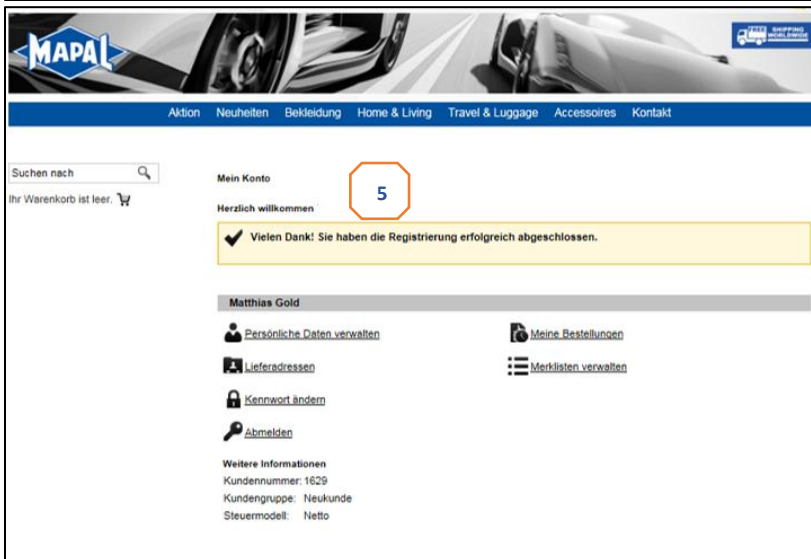 MAPAL
FREE SHIPPING
WORLDWIDE
Aktion Neuheiten Bekleidung Home & Living Travel & Luggage Accessoires Kontakt
Suchen nach
Ihr Warenkorb ist leer.
Mein Konto
5
Herzlich willkommen
Vielen Dank! Sie haben die Registrierung erfolgreich abgeschlossen.
Matthias Gold
Persönliche Daten verwalten
Meine Bestellungen
Lieferadressen
Merklisten verwalten
Kennwort ändern
Abmelden
Weitere Informationen
Kundennummer: 1629
Kundengruppe: Neukunde
Steuermodell: Netto